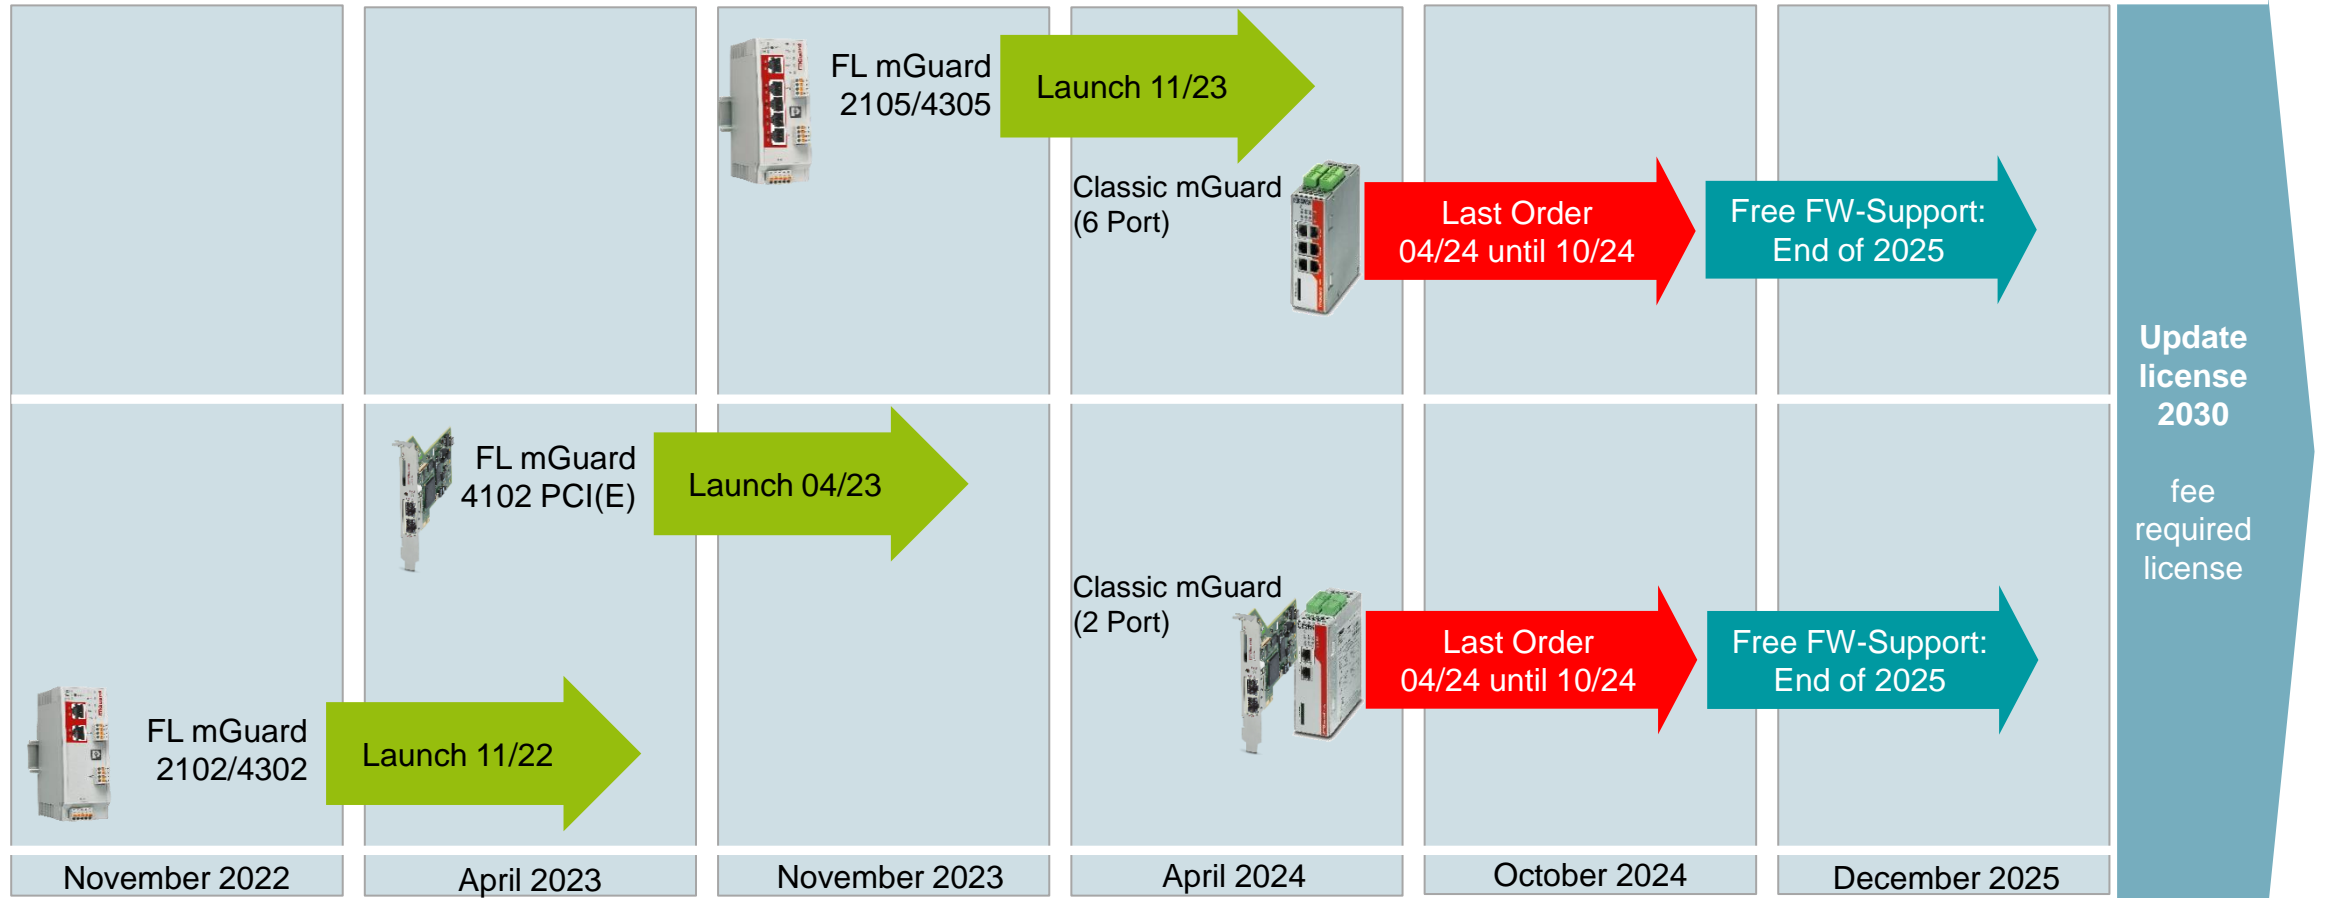 FL mGuard
2105/4305
Launch 11/23
Classic mGuard
(6 Port)
Last Order
04/24 until 10/24
Free FW-Support:
End of 2025
FL mGuard
4102 PCI(E)
Launch 04/23
Classic mGuard
(2 Port)
Last Order
04/24 until 10/24
Free FW-Support:
End of 2025
FL mGuard
2102/4302
Launch 11/22
Update
license
2030
fee
required
license
November 2022
April 2023
November 2023
April 2024
October 2024
December 2025